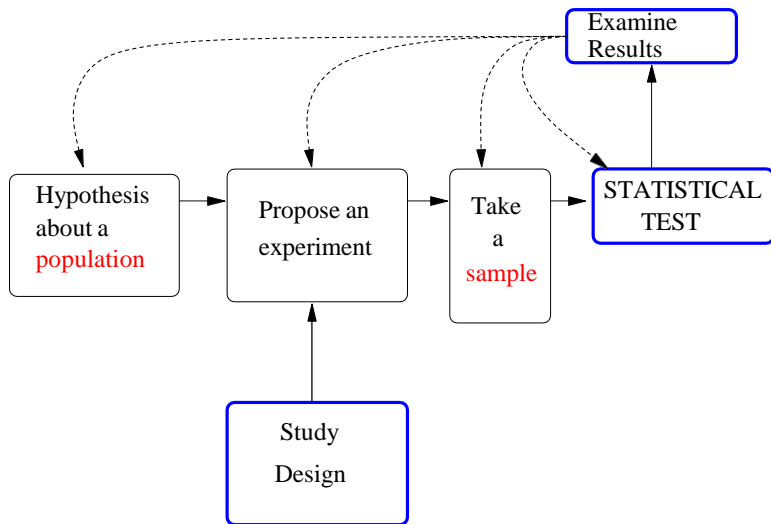 Examine
Results
Hypothesis
about a
population
Propose an
experiment
Take
a
sample
STATISTICAL
TEST
Study
Design